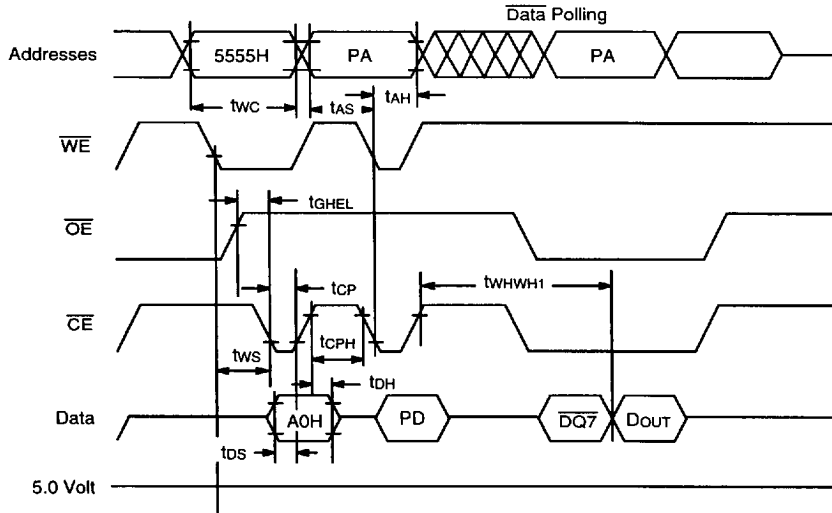 Data Polling
Addresses
5555H
PA
PA
tWC
tAS
tAH
WE
tGHEL
OE
tCP
tWHWH1
CE
tWS
tCPH
tDH
Data
A0H
PD
DQ7
DOUT
tDS
5.0 Volt